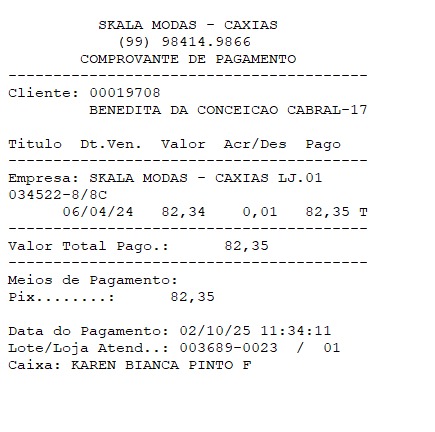 SKALA MODAS - CAXIAS
(99) 98414.9866
COMPROVANTE DE PAGAMENTO
----------------------------------------
Cliente: 00019708
BENEDITA DA CONCEICAO CABRAL-17
Titulo Dt.Ven. Valor Acr/Des Pago
----------------------------------------
Empresa: SKALA MODAS - CAXIAS LJ.01
034522-8/8C
06/04/24 82,34 0,01 82,35 T
----------------------------------------
Valor Total Pago.: 82,35
----------------------------------------
Meios de Pagamento:
Pix........: 82,35
Data do Pagamento: 02/10/25 11:34:11
Lote/Loja Atend..: 003689-0023 / 01
Caixa: KAREN BIANCA PINTO F